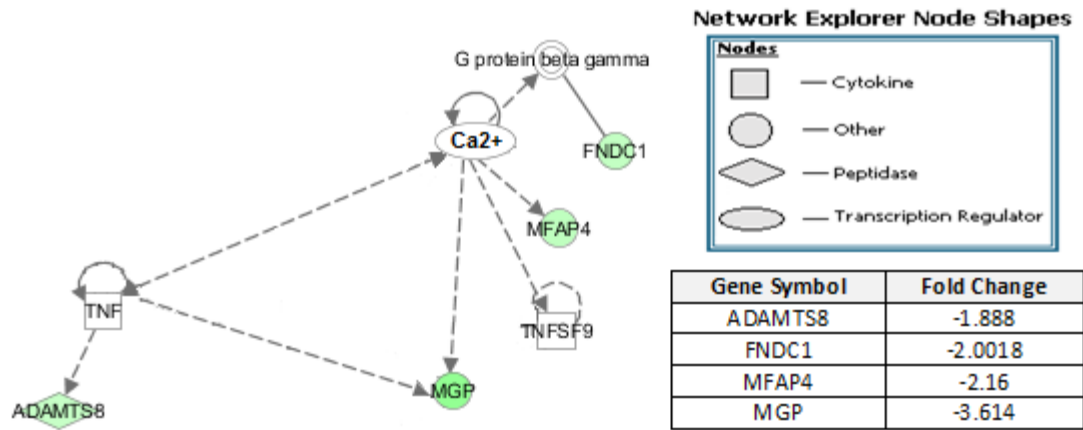 Network Explorer Node Shapes
Nodes
Cytokine
Other
Peptidase
Transcription Regulator
G protein beta gamma
Ca2+
FNDC1
MFAP4
TNF
TNFSF9
MGP
ADAMTS8
Gene Symbol Fold Change
ADAMTS8 -1.888
FNDC1 -2.0018
MFAP4 -2.16
MGP -3.614